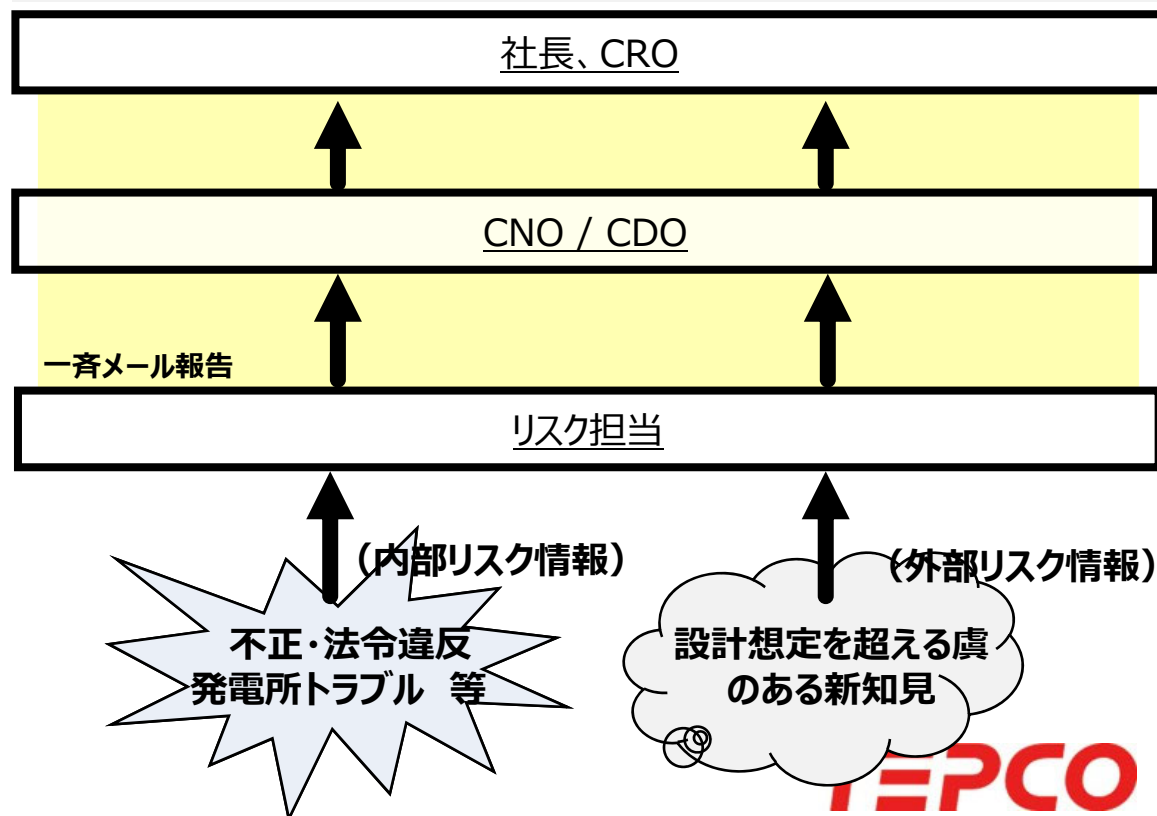 社長、CRO
CNO / CDO
一斉メール報告
リスク担当
（内部リスク情報）
（外部リスク情報）
不正・法令違反
発電所トラブル 等
設計想定を超える虞
のある新知見
TEPCO